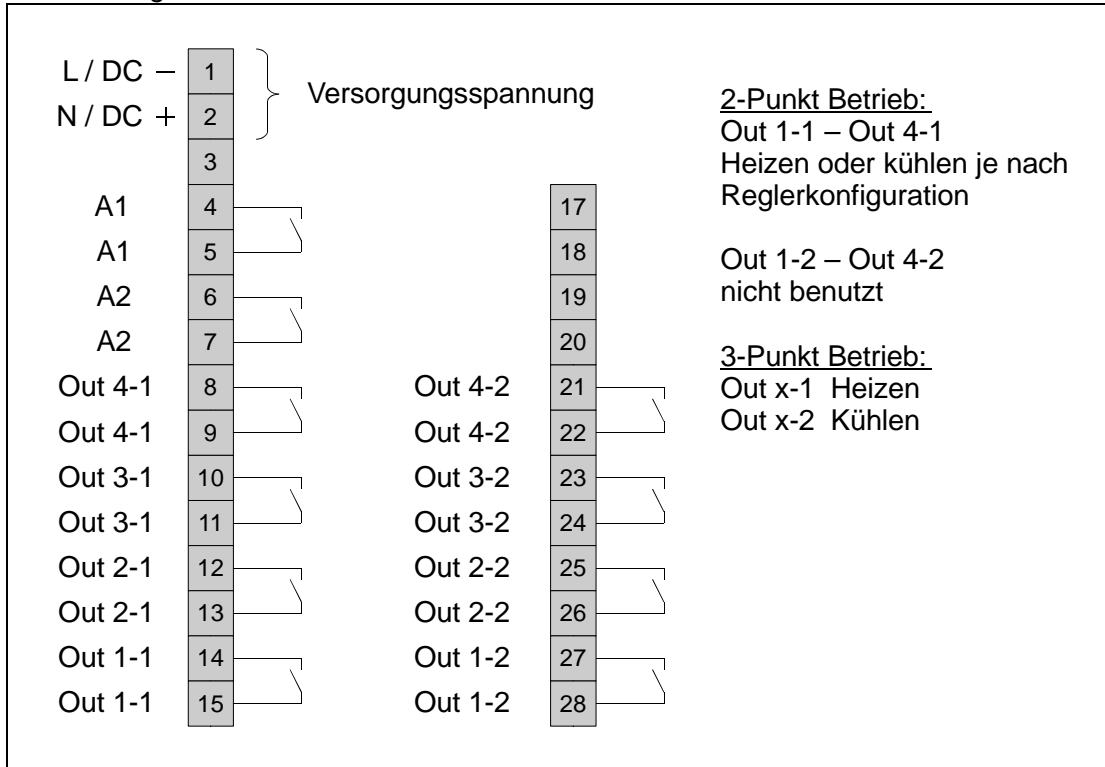 L / DC – 1
N / DC + 2
Versorgungsspannung
3
A1 4
A1 5
A2 6
A2 7
Out 4-1 8
Out 4-1 9
Out 3-1 10
Out 3-1 11
Out 2-1 12
Out 2-1 13
Out 1-1 14
Out 1-1 15
17
18
19
20
Out 4-2 21
Out 4-2 22
Out 3-2 23
Out 3-2 24
Out 2-2 25
Out 2-2 26
Out 1-2 27
Out 1-2 28
2-Punkt Betrieb:
Out 1-1 – Out 4-1
Heizen oder kühlen je nach
Reglerkonfiguration
Out 1-2 – Out 4-2
nicht benutzt
3-Punkt Betrieb:
Out x-1 Heizen
Out x-2 Kühlen